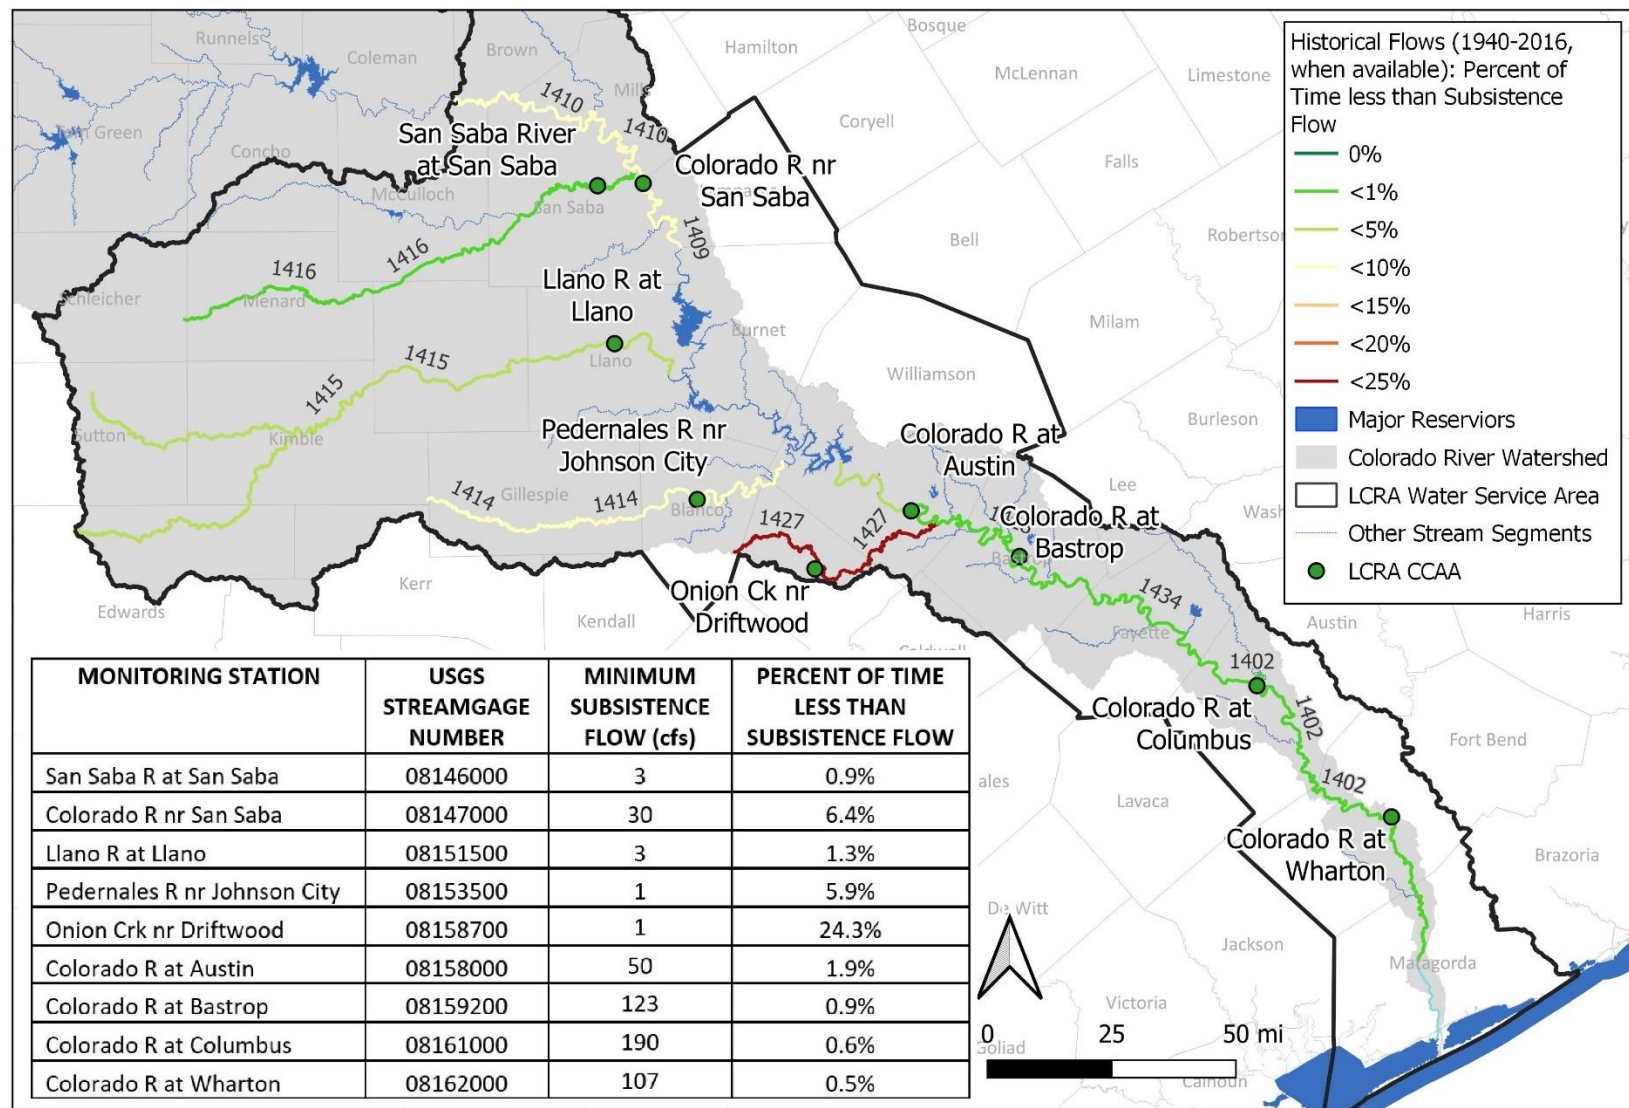 Runnels
Coleman
Brown
Hamilton
Bosque
McLennan
Limestone
Mills
Coryell
Falls
Tom Green
Concho
McCulloch
San Saba
Bell
Robertson
Schleicher
Menard
Burnet
Milam
Llano
Williamson
Burleson
Sutton
Kimble
Lee
Gillespie
Blanco
Wash
Bastrop
Kerr
Edwards
Kendall
Caldwell
Fayette
Austin
Harris
Fort Bend
ales
Lavaca
Brazoria
De Witt
Jackson
Matagorda
Victoria
Goliad
Calhoun
1410
1410
1409
1416
1416
1415
1415
1414
1414
1427
1427
1434
1402
1402
1402
San Saba River
at San Saba
Colorado R nr
San Saba
Llano R at
Llano
Pedernales R nr
Johnson City
Colorado R at
Austin
Colorado R at
Bastrop
Onion Ck nr
Driftwood
Colorado R at
Columbus
Colorado R at
Wharton
Historical Flows (1940-2016,
when available): Percent of
Time less than Subsistence
Flow
0%
<1%
<5%
<10%
<15%
<20%
<25%
Major Reserviors
Colorado River Watershed
LCRA Water Service Area
Other Stream Segments
LCRA CCAA
MONITORING STATION USGS STREAMGAGE NUMBER MINIMUM SUBSISTENCE FLOW (cfs) PERCENT OF TIME LESS THAN SUBSISTENCE FLOW
San Saba R at San Saba 08146000 3 0.9%
Colorado R nr San Saba 08147000 30 6.4%
Llano R at Llano 08151500 3 1.3%
Pedernales R nr Johnson City 08153500 1 5.9%
Onion Crk nr Driftwood 08158700 1 24.3%
Colorado R at Austin 08158000 50 1.9%
Colorado R at Bastrop 08159200 123 0.9%
Colorado R at Columbus 08161000 190 0.6%
Colorado R at Wharton 08162000 107 0.5%
0 25 50 mi